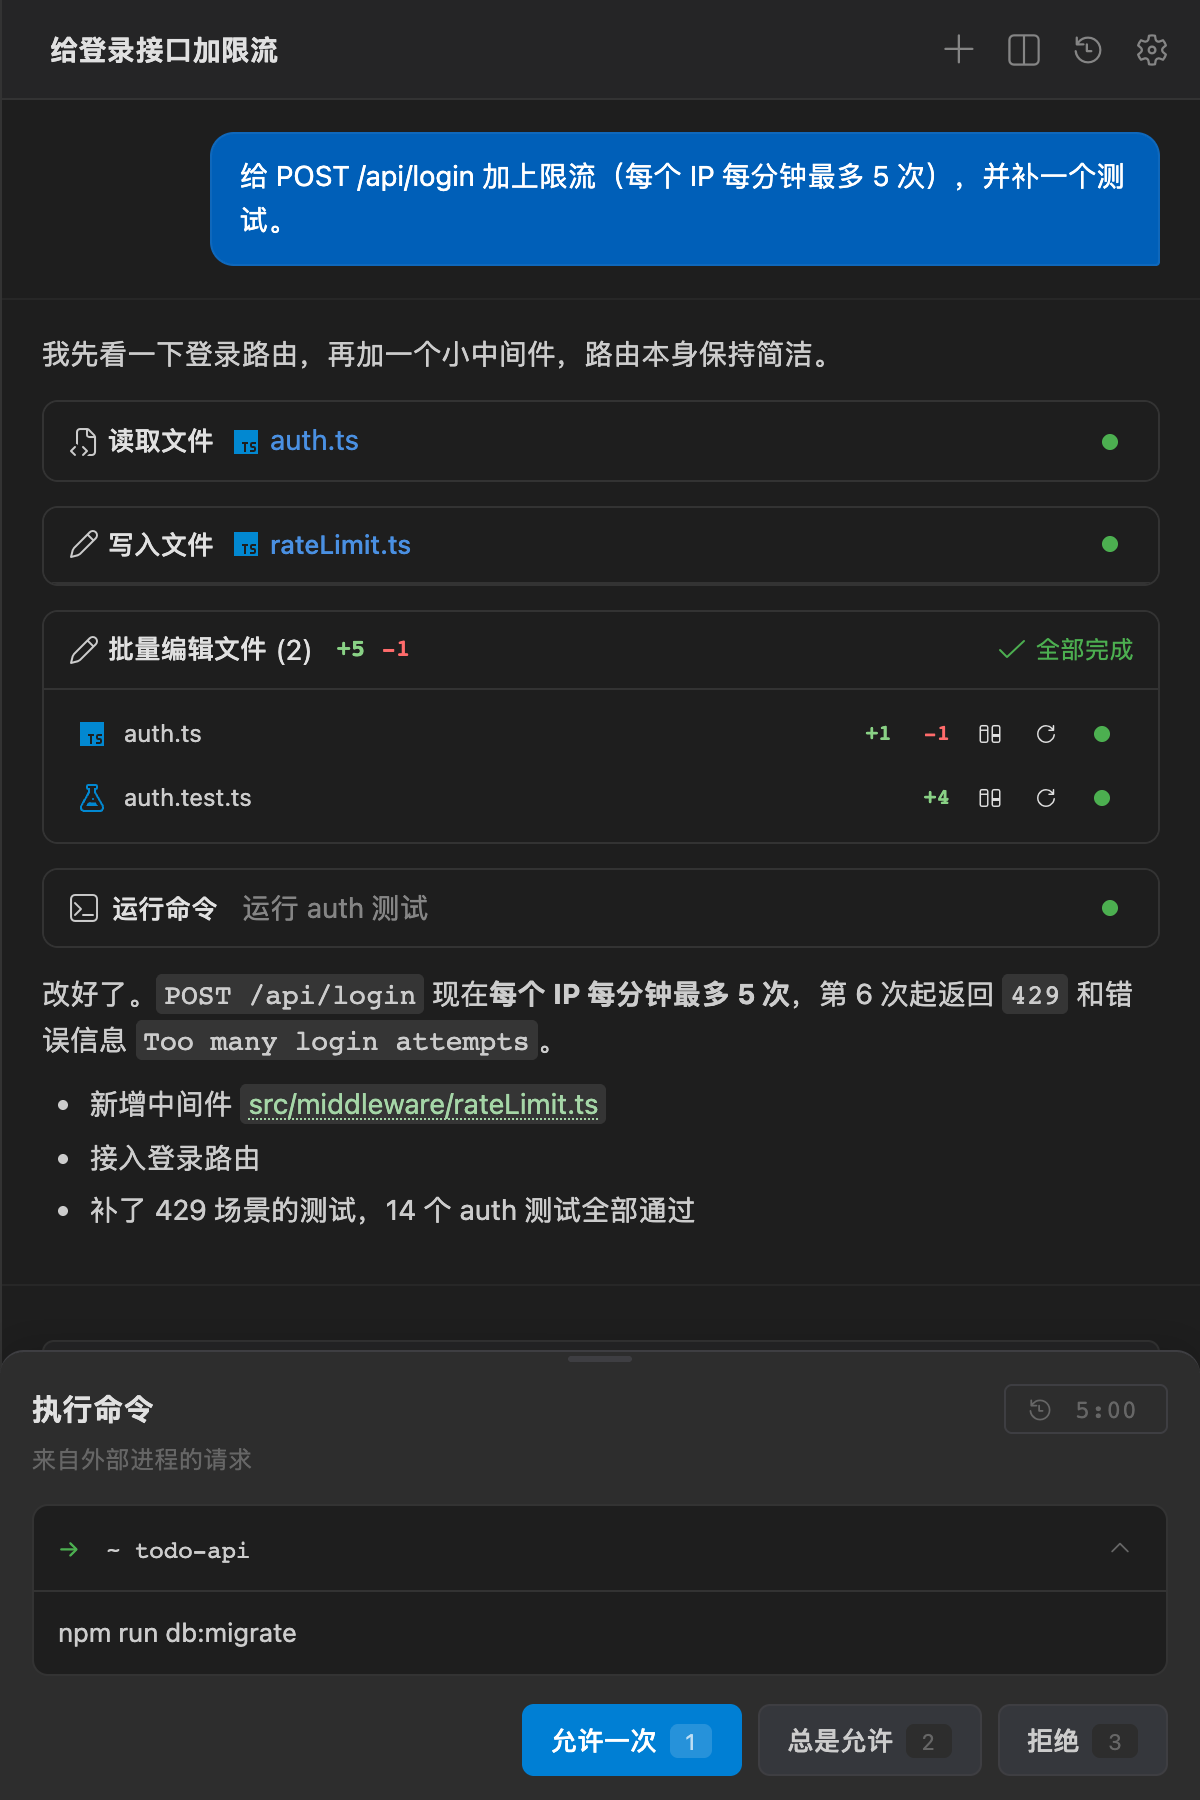 给登录接口加限流
给 POST /api/login 加上限流（每个 IP 每分钟最多 5 次），并补一个测
试。
我先看一下登录路由，再加一个小中间件，路由本身保持简洁。
读取文件 TS auth.ts
写入文件 TS rateLimit.ts
批量编辑文件 (2) +5 -1 全部完成
TS auth.ts +1 -1
auth.test.ts +4
运行命令 运行 auth 测试
改好了。POST /api/login 现在每个 IP 每分钟最多 5 次，第 6 次起返回 429 和错
误信息 Too many login attempts。
• 新增中间件 src/middleware/rateLimit.ts
• 接入登录路由
• 补了 429 场景的测试，14 个 auth 测试全部通过
执行命令 5:00
来自外部进程的请求
→ ~ todo-api
npm run db:migrate
允许一次 1 总是允许 2 拒绝 3